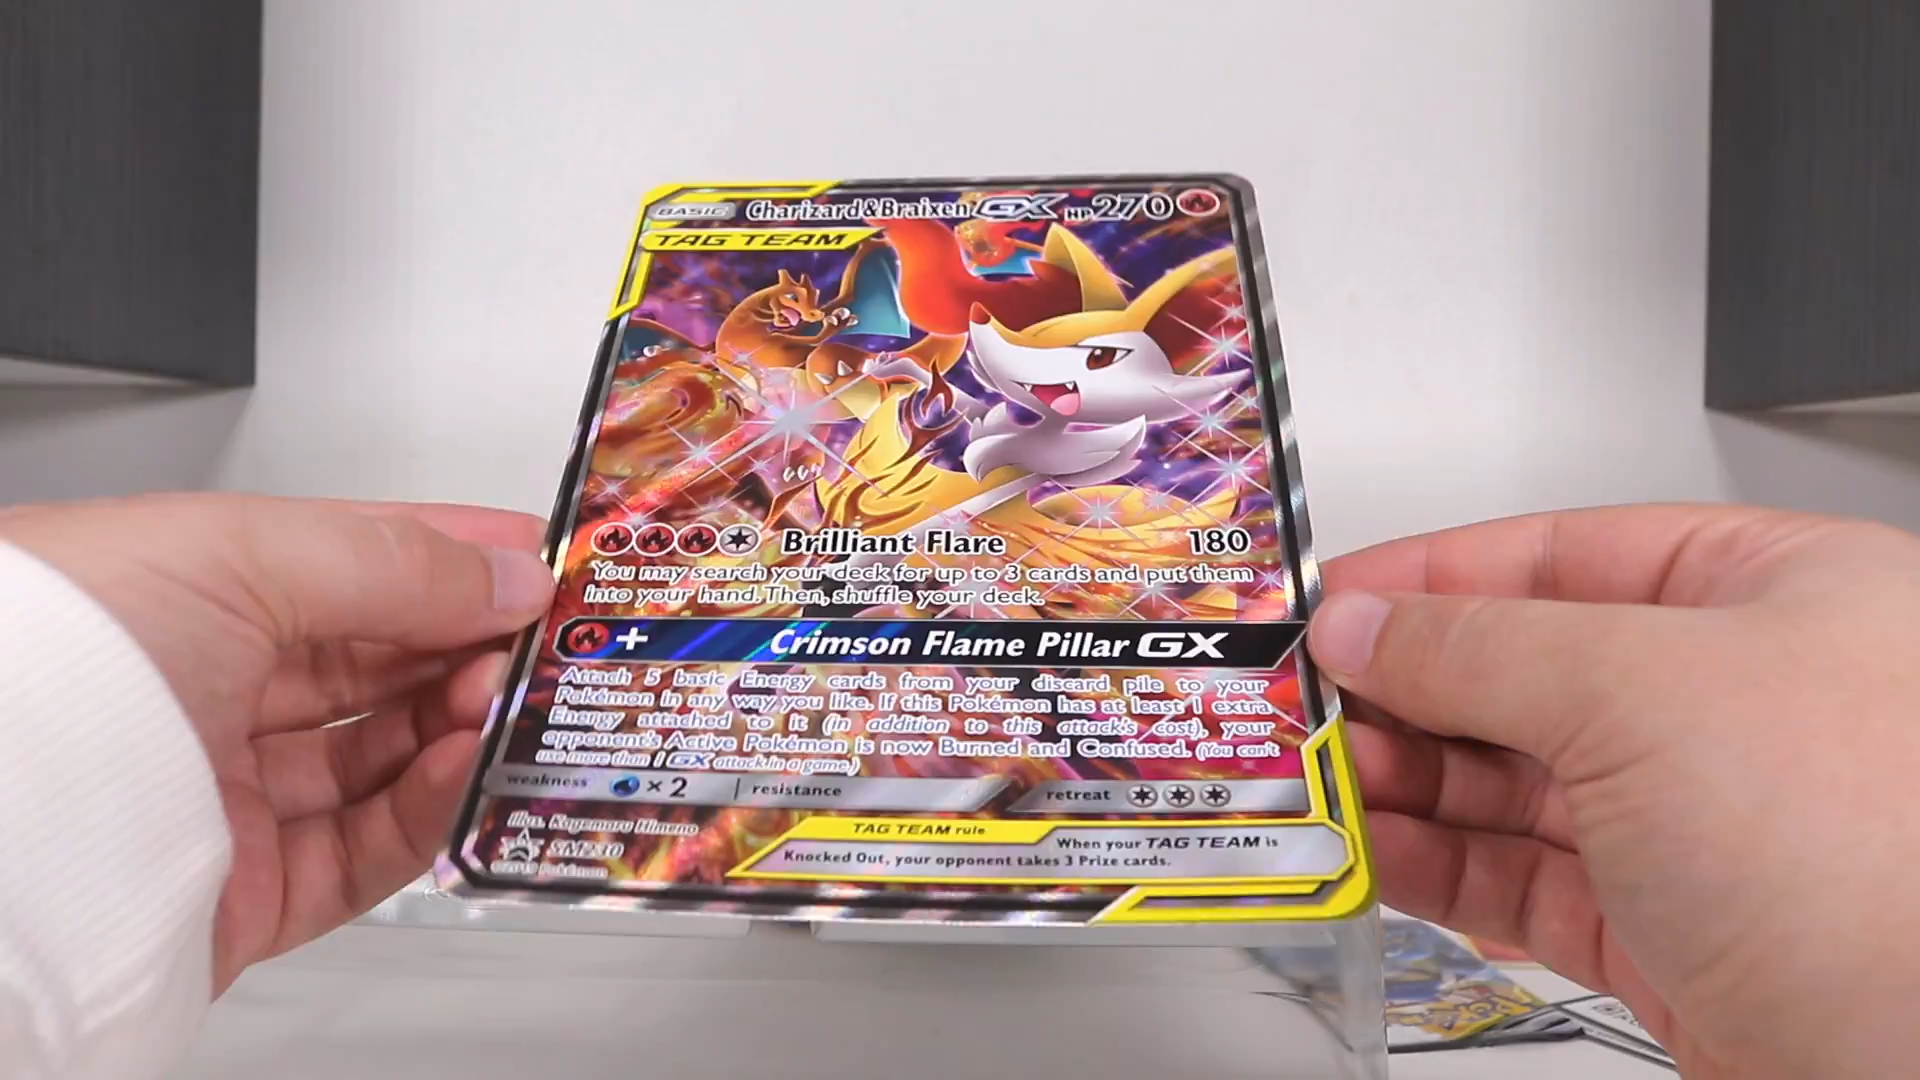 BASIC Charizard&Braixen GX HP 270
TAG TEAM
Brilliant Flare 180
You may search your deck for up to 3 cards and put them
into your hand. Then, shuffle your deck.
+ Crimson Flame Pillar GX
Attach 5 basic Energy cards from your discard pile to your
Pokémon in any way you like. If this Pokémon has at least 1 extra
Energy attached to it (in addition to this attack's cost), your
opponent's Active Pokémon is now Burned and Confused. (You can't
use more than 1 GX attack in a game.)
weakness × 2 resistance retreat
Illus. Kagemaru Himeno
SM230
©2019 Pokémon
TAG TEAM rule
When your TAG TEAM is
Knocked Out, your opponent takes 3 Prize cards.